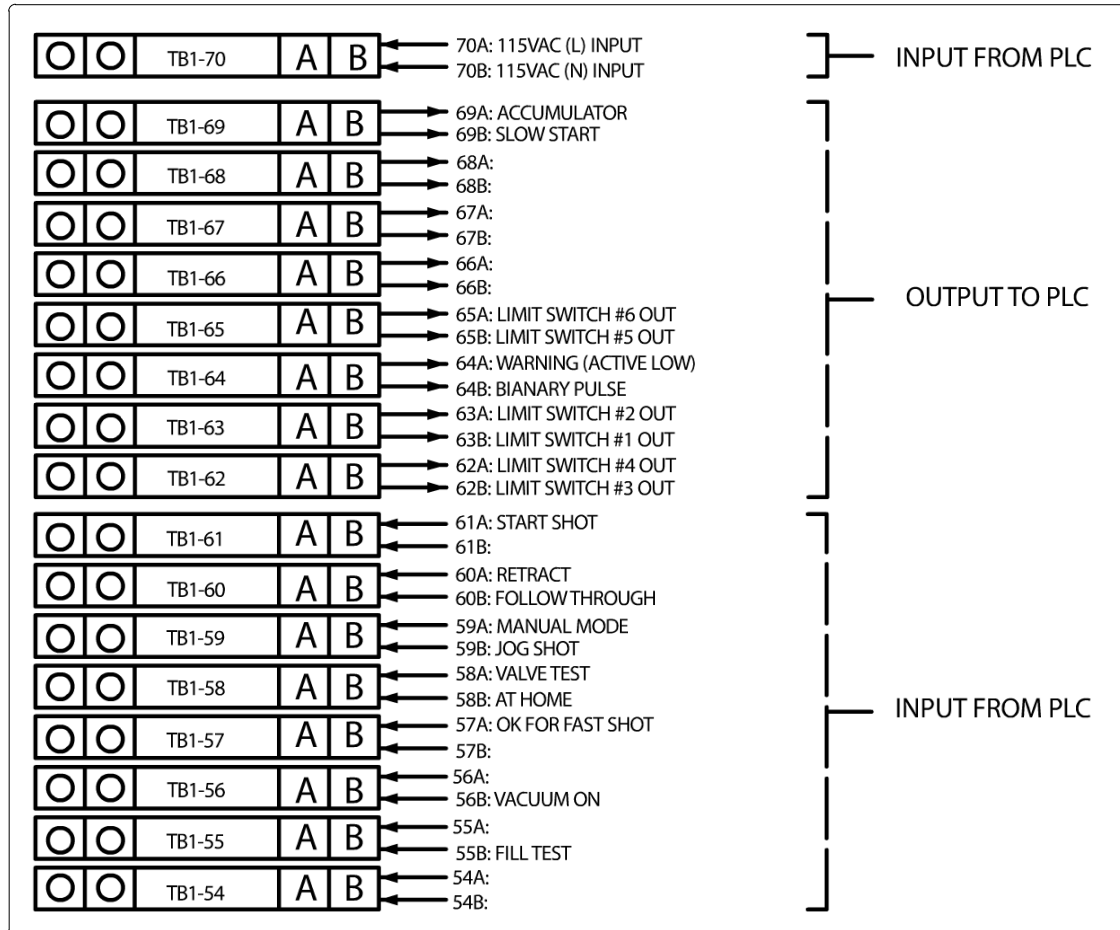 TB1-70 A B 70A: 115VAC (L) INPUT
70B: 115VAC (N) INPUT
INPUT FROM PLC
TB1-69 A B 69A: ACCUMULATOR
69B: SLOW START
TB1-68 A B 68A:
68B:
TB1-67 A B 67A:
67B:
TB1-66 A B 66A:
66B:
OUTPUT TO PLC
TB1-65 A B 65A: LIMIT SWITCH #6 OUT
65B: LIMIT SWITCH #5 OUT
TB1-64 A B 64A: WARNING (ACTIVE LOW)
64B: BIANARY PULSE
TB1-63 A B 63A: LIMIT SWITCH #2 OUT
63B: LIMIT SWITCH #1 OUT
TB1-62 A B 62A: LIMIT SWITCH #4 OUT
62B: LIMIT SWITCH #3 OUT
TB1-61 A B 61A: START SHOT
61B:
TB1-60 A B 60A: RETRACT
60B: FOLLOW THROUGH
TB1-59 A B 59A: MANUAL MODE
59B: JOG SHOT
TB1-58 A B 58A: VALVE TEST
58B: AT HOME
INPUT FROM PLC
TB1-57 A B 57A: OK FOR FAST SHOT
57B:
TB1-56 A B 56A:
56B: VACUUM ON
TB1-55 A B 55A:
55B: FILL TEST
TB1-54 A B 54A:
54B: